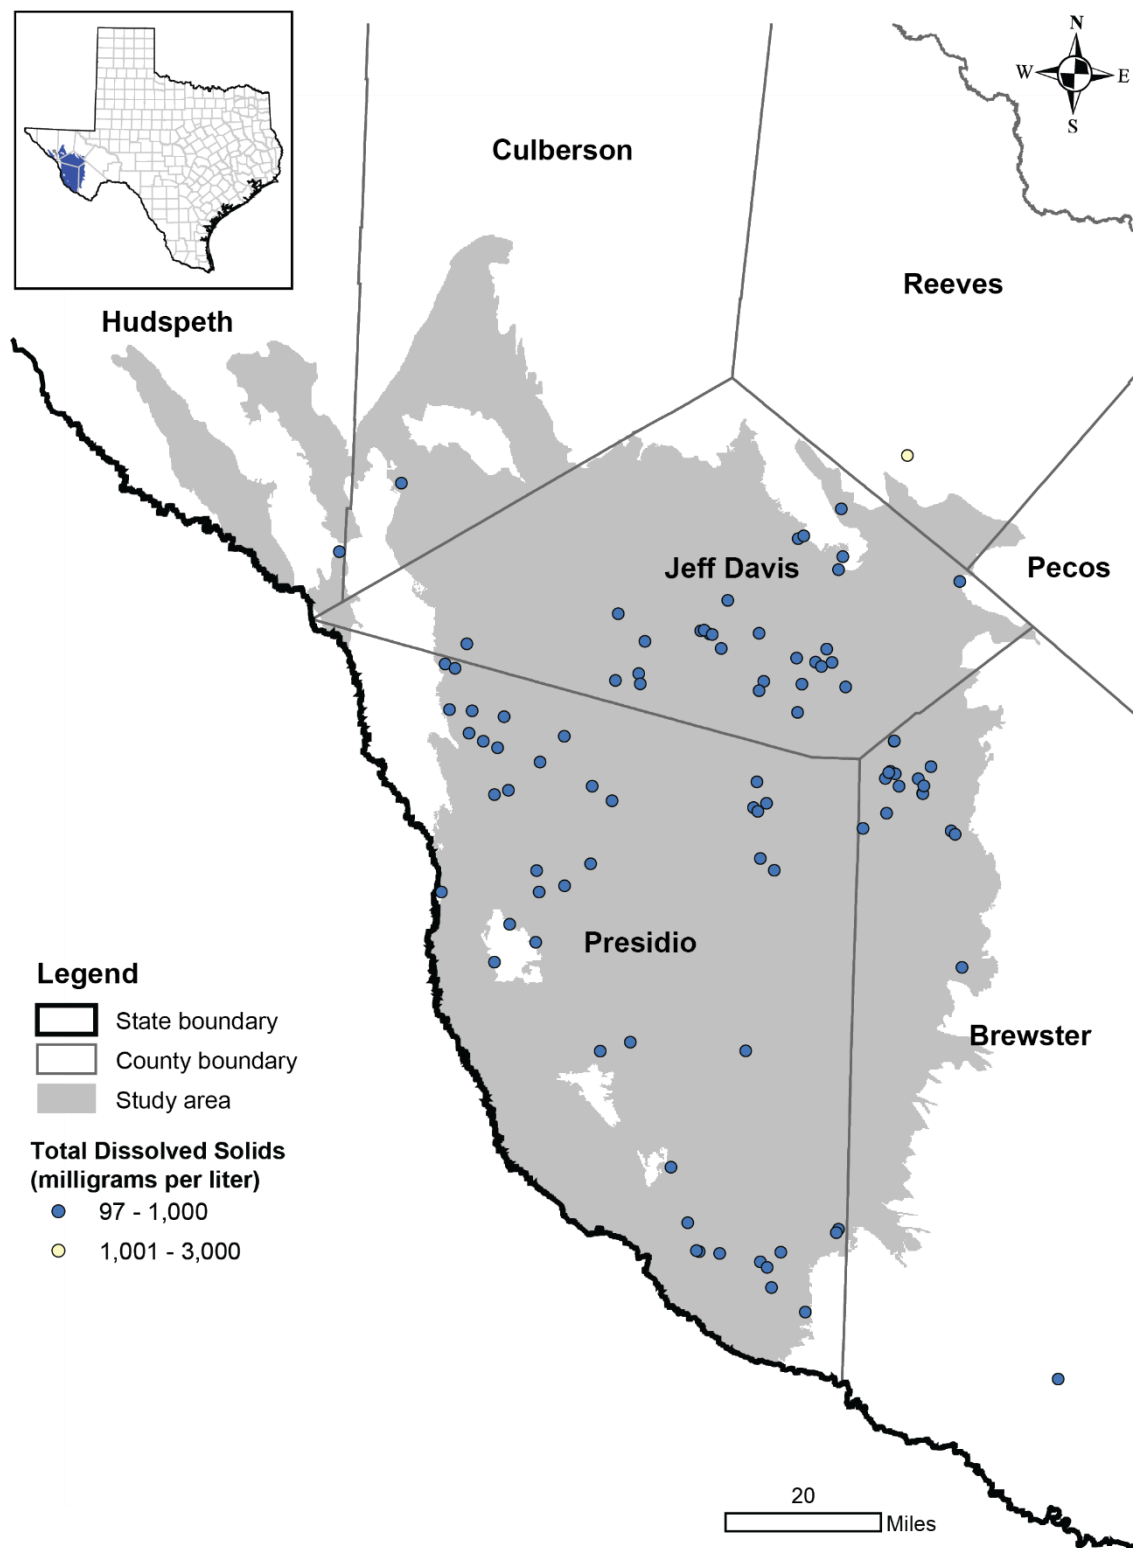 N
W
E
S
Culberson
Reeves
Hudspeth
Jeff Davis
Pecos
Presidio
Brewster
Legend
State boundary
County boundary
Study area
Total Dissolved Solids
(milligrams per liter)
97 - 1,000
1,001 - 3,000
20
Miles